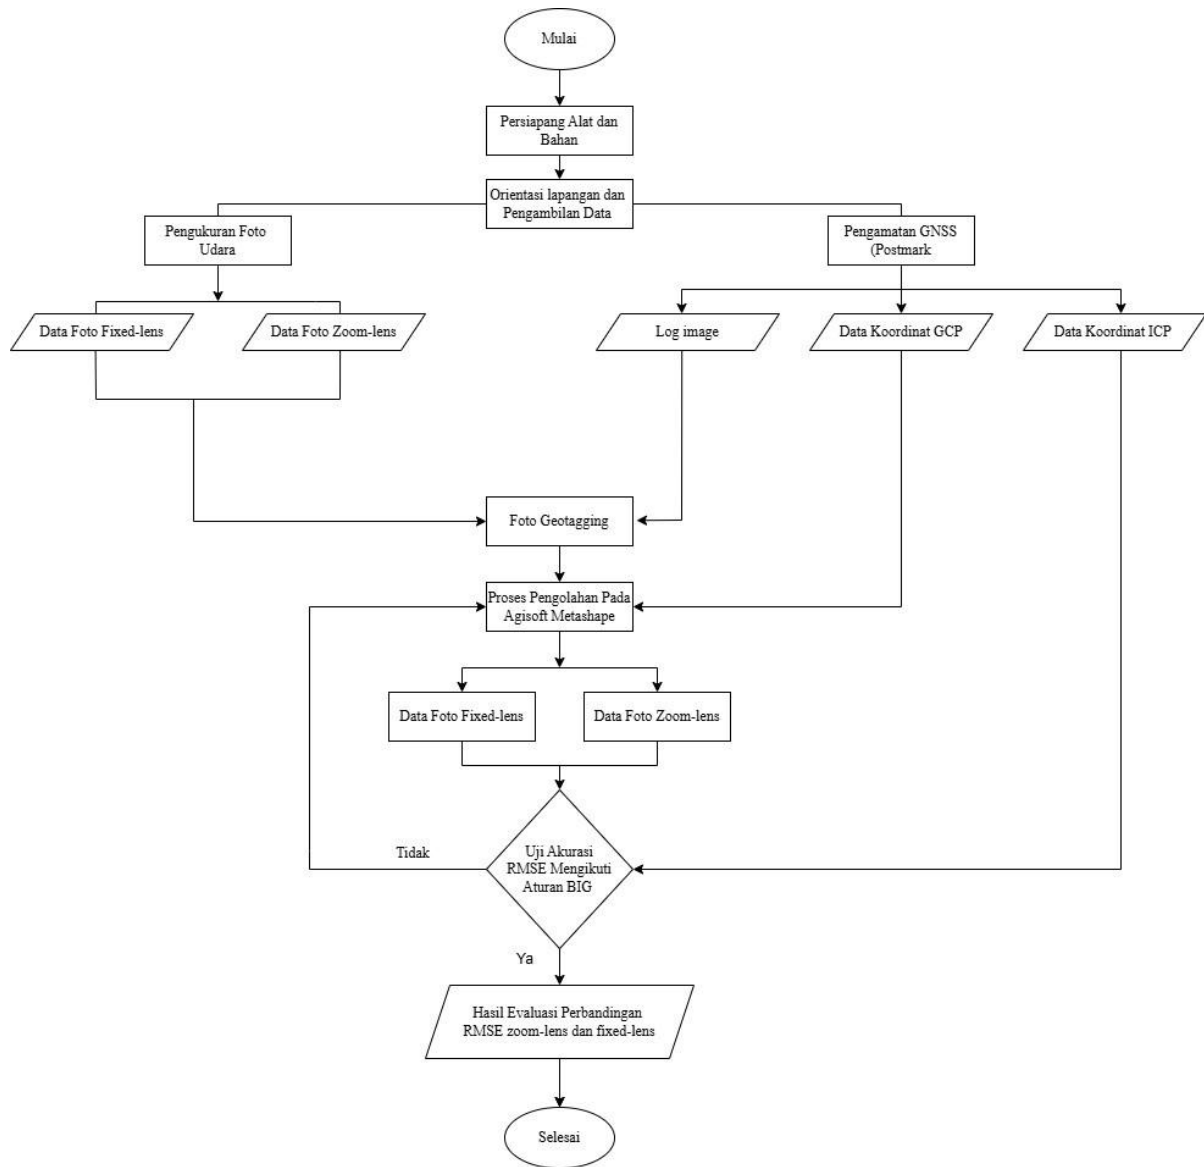 Mulai
Persiapang Alat dan
Bahan
Orientasi lapangan dan
Pengambilan Data
Pengukuran Foto
Udara
Pengamatan GNSS
(Postmark
Data Foto Fixed-lens
Data Foto Zoom-lens
Log image
Data Koordinat GCP
Data Koordinat ICP
Foto Geotagging
Proses Pengolahan Pada
Agisoft Metashape
Data Foto Fixed-lens
Data Foto Zoom-lens
Tidak
Uji Akurasi
RMSE Mengikuti
Aturan BIG
Ya
Hasil Evaluasi Perbandingan
RMSE zoom-lens dan fixed-lens
Selesai